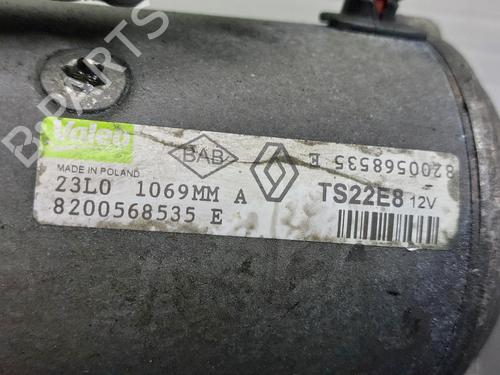 Valeo
MADE IN POLAND
BAB
8200568535 E
23L0 1069MM A
TS22E8 12V
8200568535 E
B-PARTS